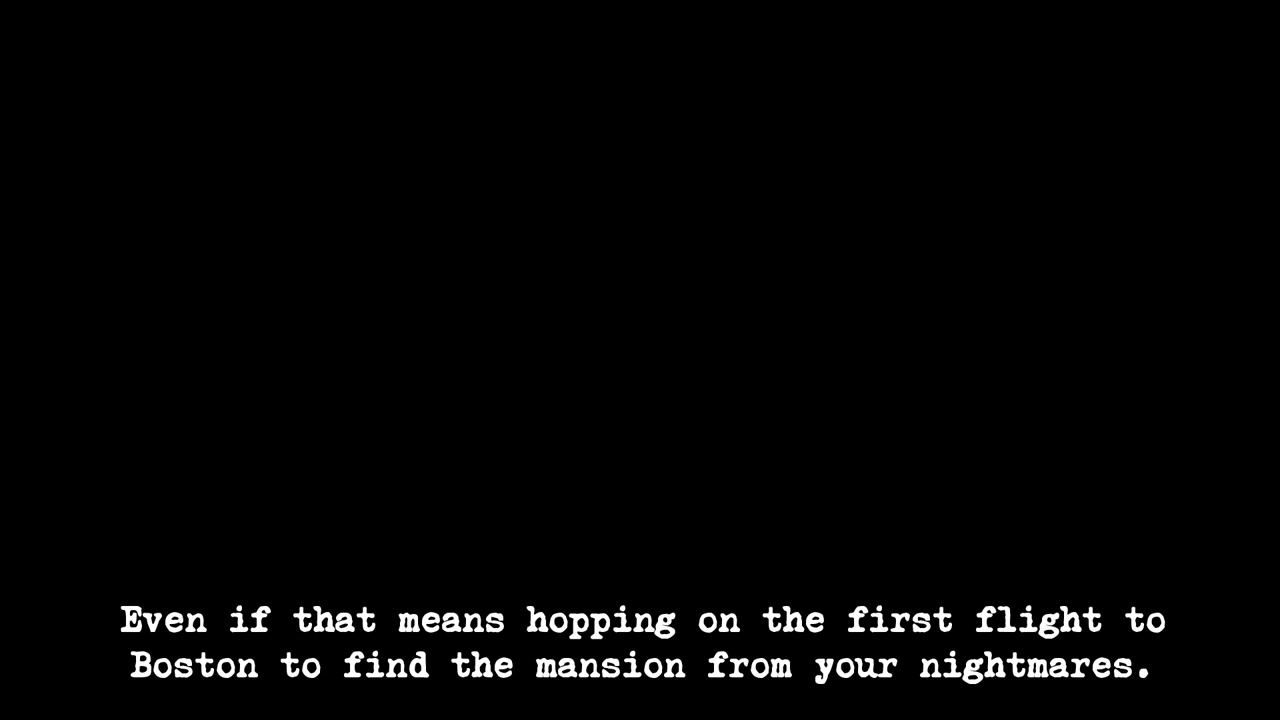 Even if that means hopping on the first flight to
Boston to find the mansion from your nightmares.